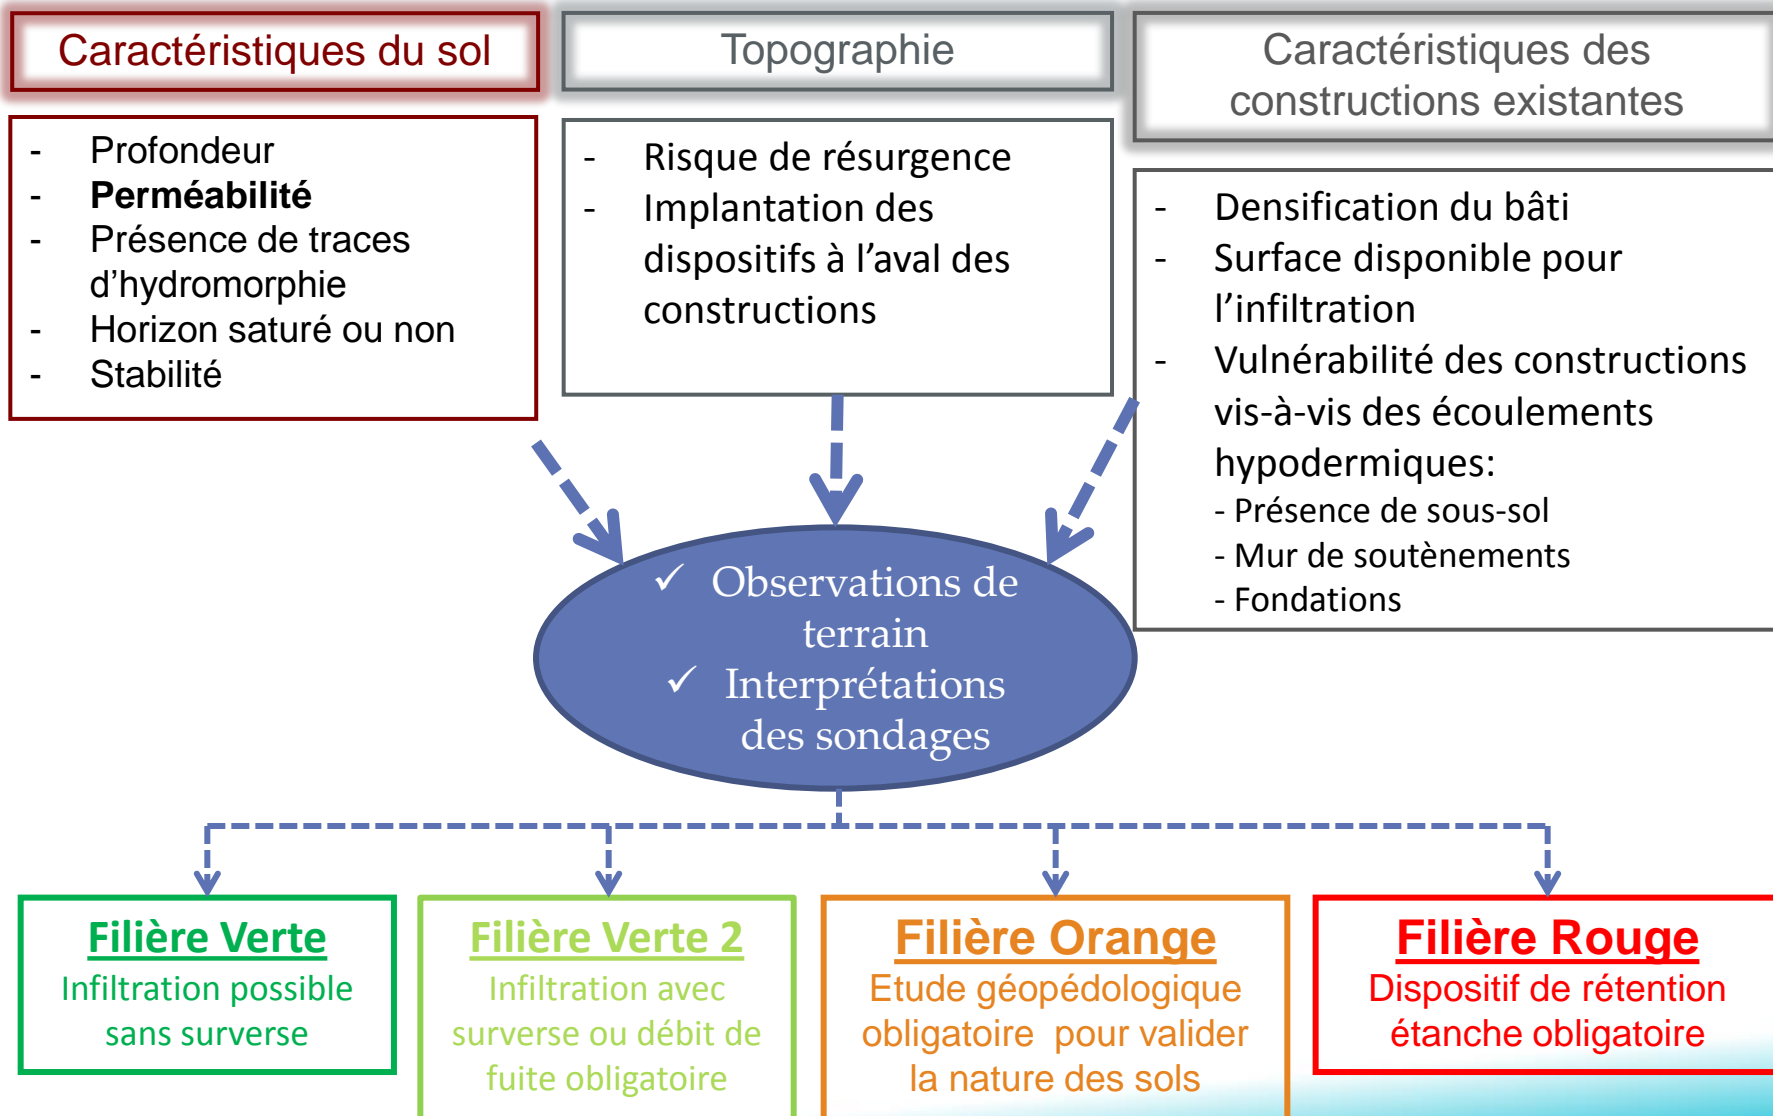 Caractéristiques du sol
- Profondeur
- Perméabilité
- Présence de traces
d'hydromorphie
- Horizon saturé ou non
- Stabilité
Topographie
- Risque de résurgence
- Implantation des
dispositifs à l'aval des
constructions
Caractéristiques des
constructions existantes
- Densification du bâti
- Surface disponible pour
l'infiltration
- Vulnérabilité des constructions
vis-à-vis des écoulements
hypodermiques:
- Présence de sous-sol
- Mur de soutènements
- Fondations
✓ Observations de
terrain
✓ Interprétations
des sondages
Filière Verte
Infiltration possible
sans surverse
Filière Verte 2
Infiltration avec
surverse ou débit de
fuite obligatoire
Filière Orange
Etude géopédologique
obligatoire pour valider
la nature des sols
Filière Rouge
Dispositif de rétention
étanche obligatoire